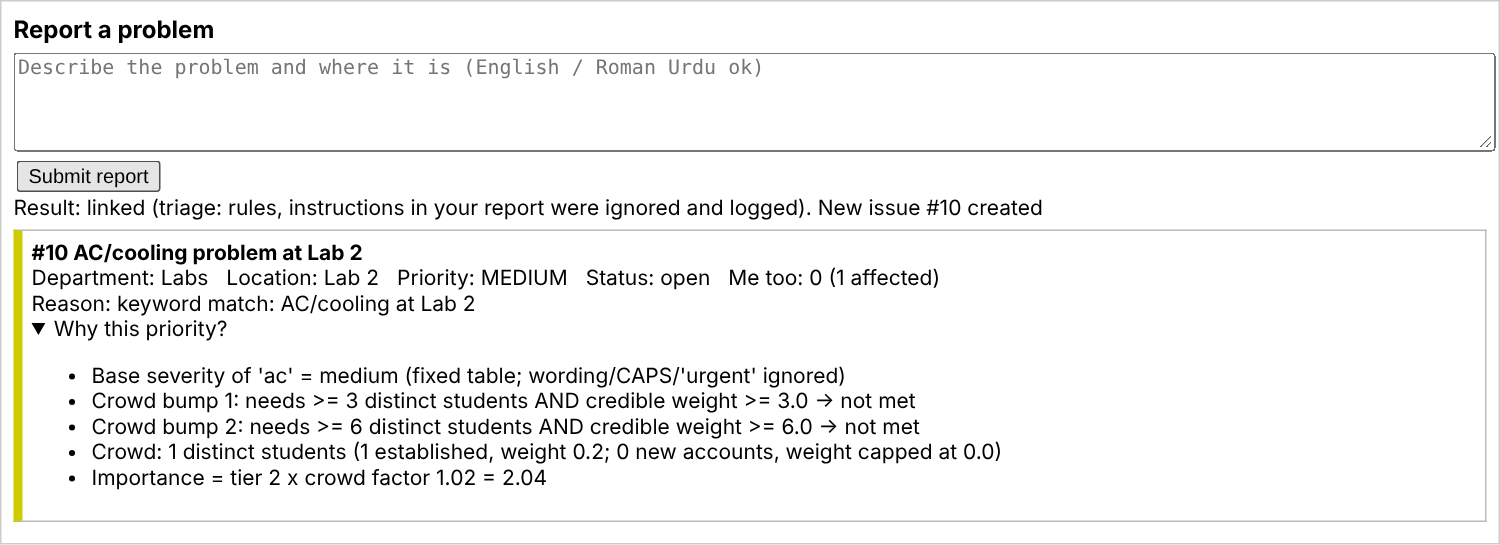 Report a problem
Describe the problem and where it is (English / Roman Urdu ok)
Submit report
Result: linked (triage: rules, instructions in your report were ignored and logged). New issue #10 created
#10 AC/cooling problem at Lab 2
Department: Labs   Location: Lab 2   Priority: MEDIUM   Status: open   Me too: 0 (1 affected)
Reason: keyword match: AC/cooling at Lab 2
▼ Why this priority?
• Base severity of 'ac' = medium (fixed table; wording/CAPS/'urgent' ignored)
• Crowd bump 1: needs >= 3 distinct students AND credible weight >= 3.0 → not met
• Crowd bump 2: needs >= 6 distinct students AND credible weight >= 6.0 → not met
• Crowd: 1 distinct students (1 established, weight 0.2; 0 new accounts, weight capped at 0.0)
• Importance = tier 2 x crowd factor 1.02 = 2.04